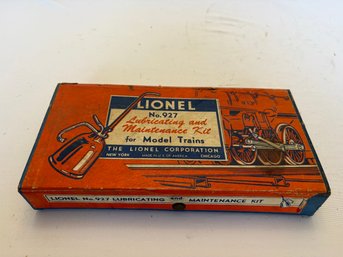 LIONEL
No. 927
Lubricating and
Maintenance Kit
for Model Trains
THE LIONEL CORPORATION
NEW YORK MADE IN U.S. OF AMERICA CHICAGO
LIONEL No. 927 LUBRICATING and MAINTENANCE KIT